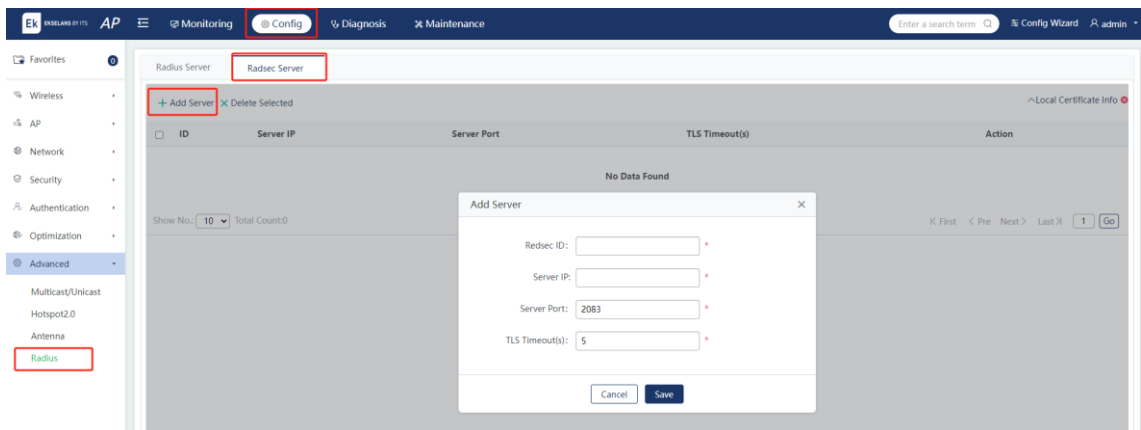 Ek EKSELANS BY ITS AP Monitoring Config Diagnosis Maintenance Enter a search term Config Wizard admin
Favorites 0
Radius Server Radsec Server
Wireless
+ Add Server × Delete Selected Local Certificate Info
AP
ID Server IP Server Port TLS Timeout(s) Action
Network
No Data Found
Security
Add Server ×
Authentication
Show No.: 10 Total Count:0 First < Pre Next > Last 1 Go
Optimization
Redsec ID: *
Advanced
Server IP: *
Multicast/Unicast
Server Port: 2083 *
Hotspot2.0
Antenna
TLS Timeout(s): 5 *
Radius
Cancel Save